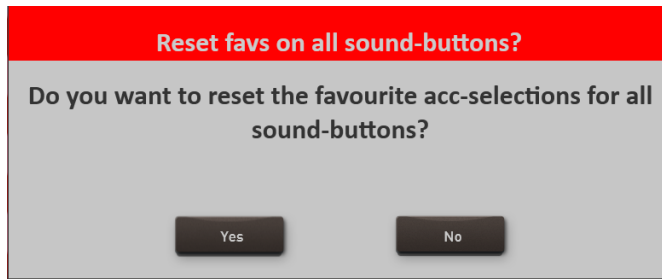 Reset favs on all sound-buttons?
Do you want to reset the favourite acc-selections for all
sound-buttons?
Yes
No